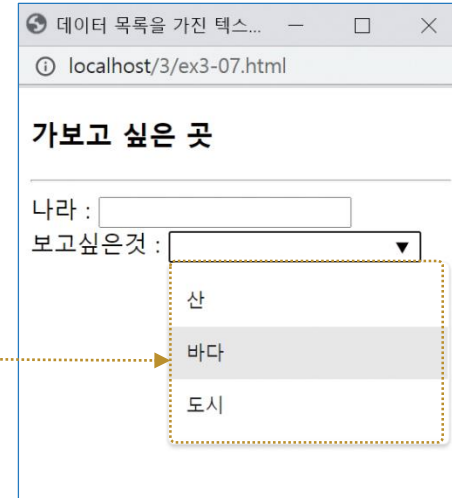 데이터 목록을 가진 텍스...
localhost/3/ex3-07.html
가보고 싶은 곳
나라 :
보고싶은것 :
산
바다
도시